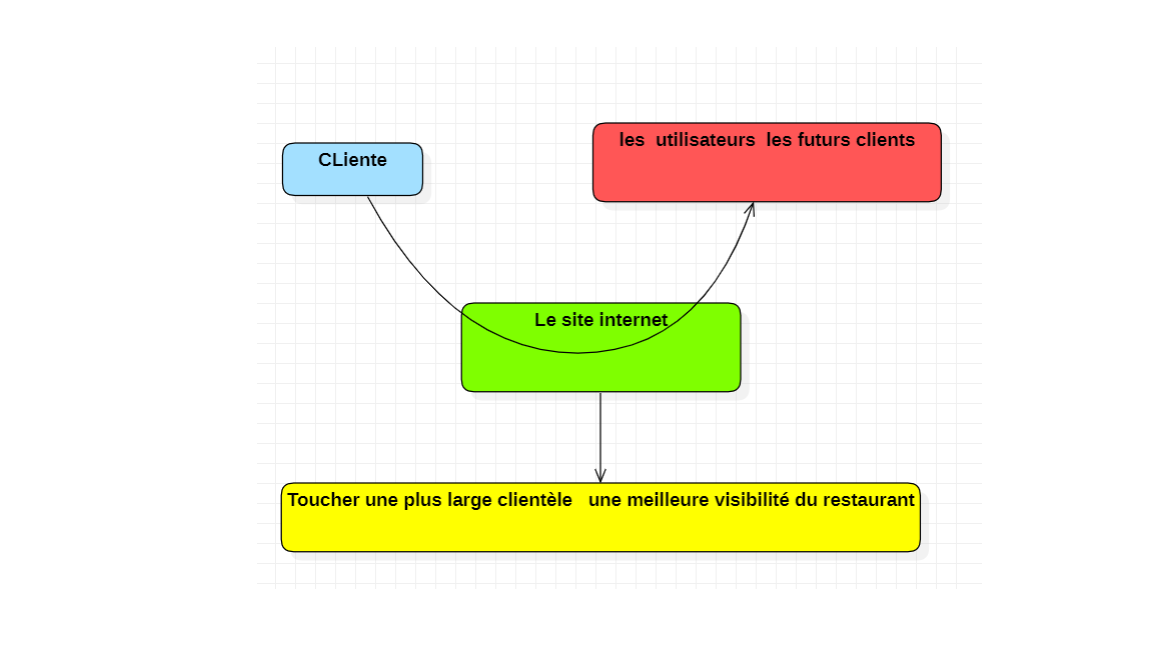 les  utilisateurs  les futurs clients
CLiente
Le site internet
Toucher une plus large clientèle   une meilleure visibilité du restaurant